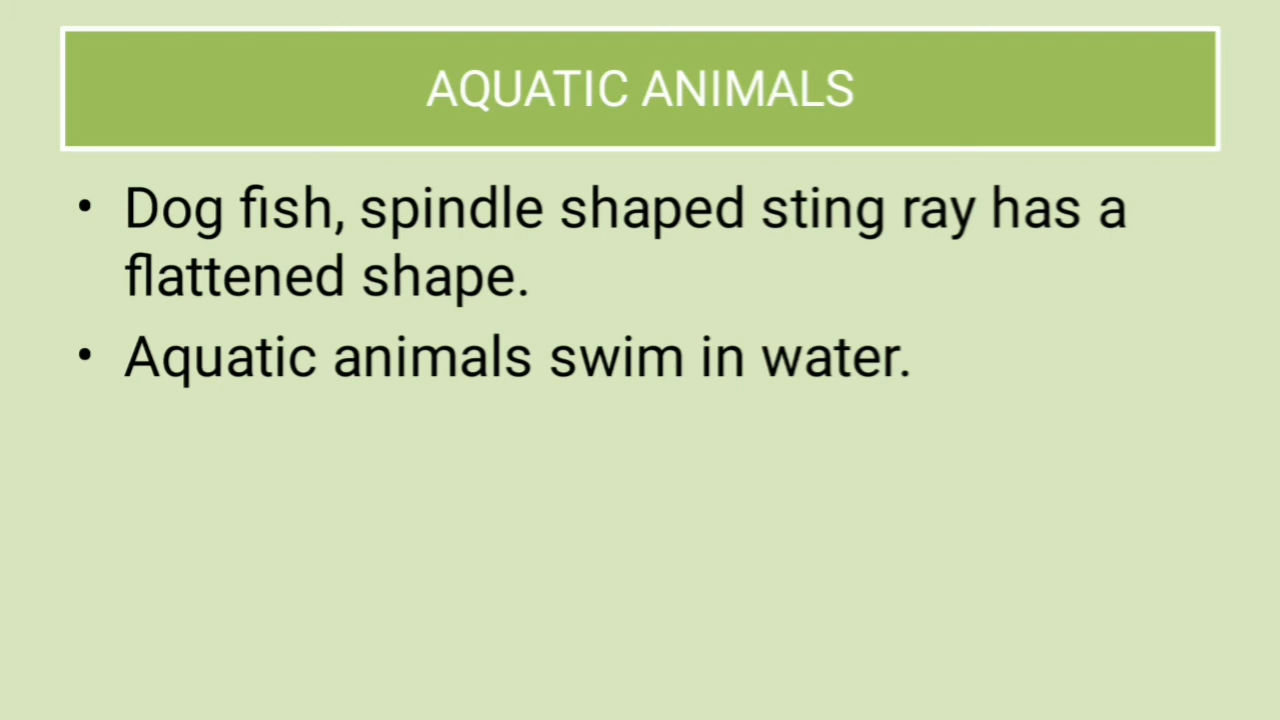 AQUATIC ANIMALS
• Dog fish, spindle shaped sting ray has a
flattened shape.
• Aquatic animals swim in water.